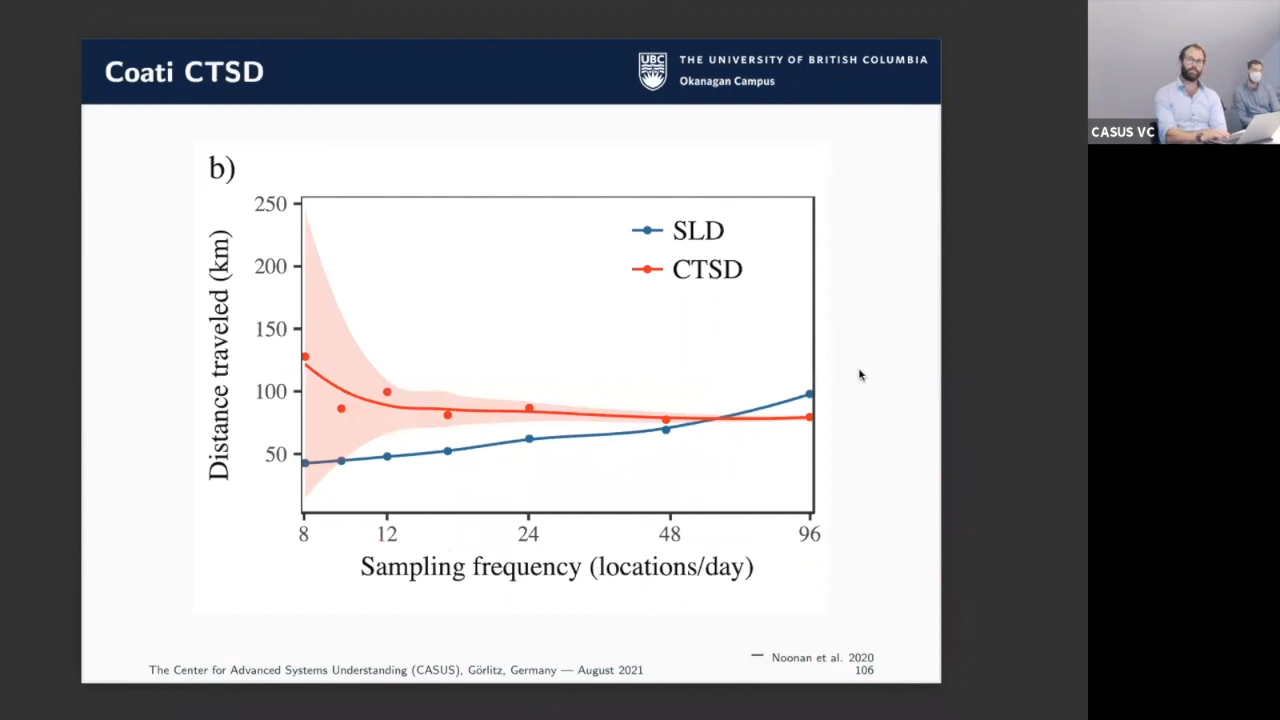 Coati CTSD
UBC
THE UNIVERSITY OF BRITISH COLUMBIA
Okanagan Campus
CASUS VC
b)
250
200
150
100
50
Distance traveled (km)
SLD
CTSD
8 12 24 48 96
Sampling frequency (locations/day)
— Noonan et al. 2020
The Center for Advanced Systems Understanding (CASUS), Görlitz, Germany — August 2021
106